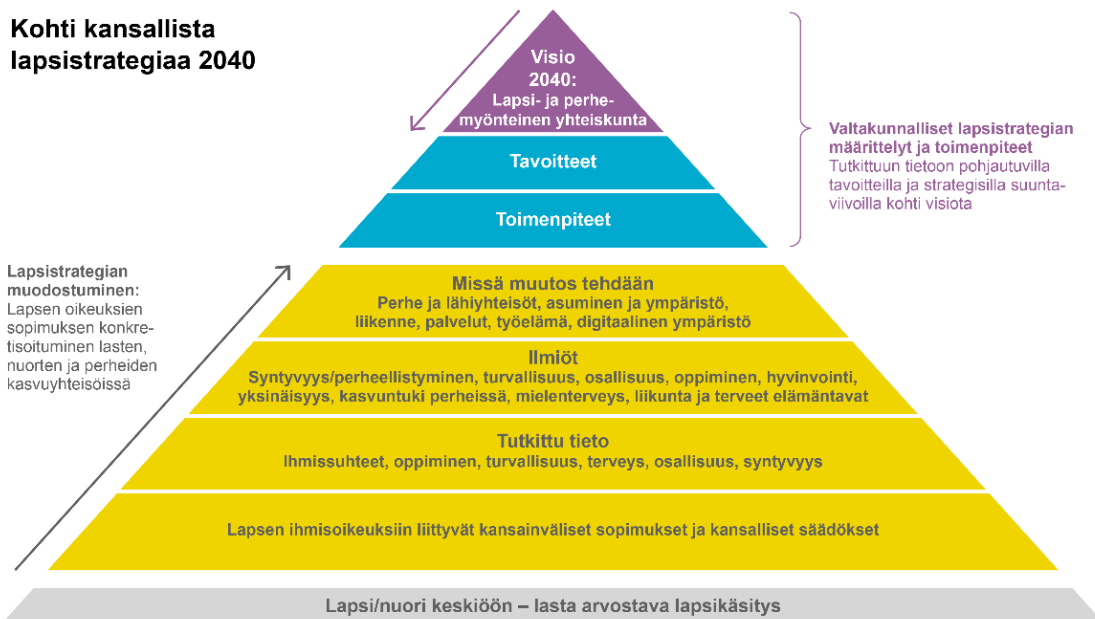 Kohti kansallista
lapsistrategiaa 2040
Visio
2040:
Lapsi- ja perhe-
myönteinen yhteiskunta
Tavoitteet
Toimenpiteet
Valtakunnalliset lapsistrategian
määrittelyt ja toimenpiteet
Tutkittuun tietoon pohjautuvilla
tavoitteilla ja strategisilla suunta-
viivoilla kohti visiota
Lapsistrategian
muodostuminen:
Lapsen oikeuksien
sopimuksen konkre-
tisoituminen lasten,
nuorten ja perheiden
kasvuyhteisöissä
Missä muutos tehdään
Perhe ja lähiyhteisöt, asuminen ja ympäristö,
liikenne, palvelut, työelämä, digitaalinen ympäristö
Ilmiöt
Syntyvyys/perheellistyminen, turvallisuus, osallisuus, oppiminen, hyvinvointi,
yksinäisyys, kasvuntuki perheissä, mielenterveys, liikunta ja terveet elämäntavat
Tutkittu tieto
Ihmissuhteet, oppiminen, turvallisuus, terveys, osallisuus, syntyvyys
Lapsen ihmisoikeuksiin liittyvät kansainväliset sopimukset ja kansalliset säädökset
Lapsi/nuori keskiöön – lasta arvostava lapsikäsitys